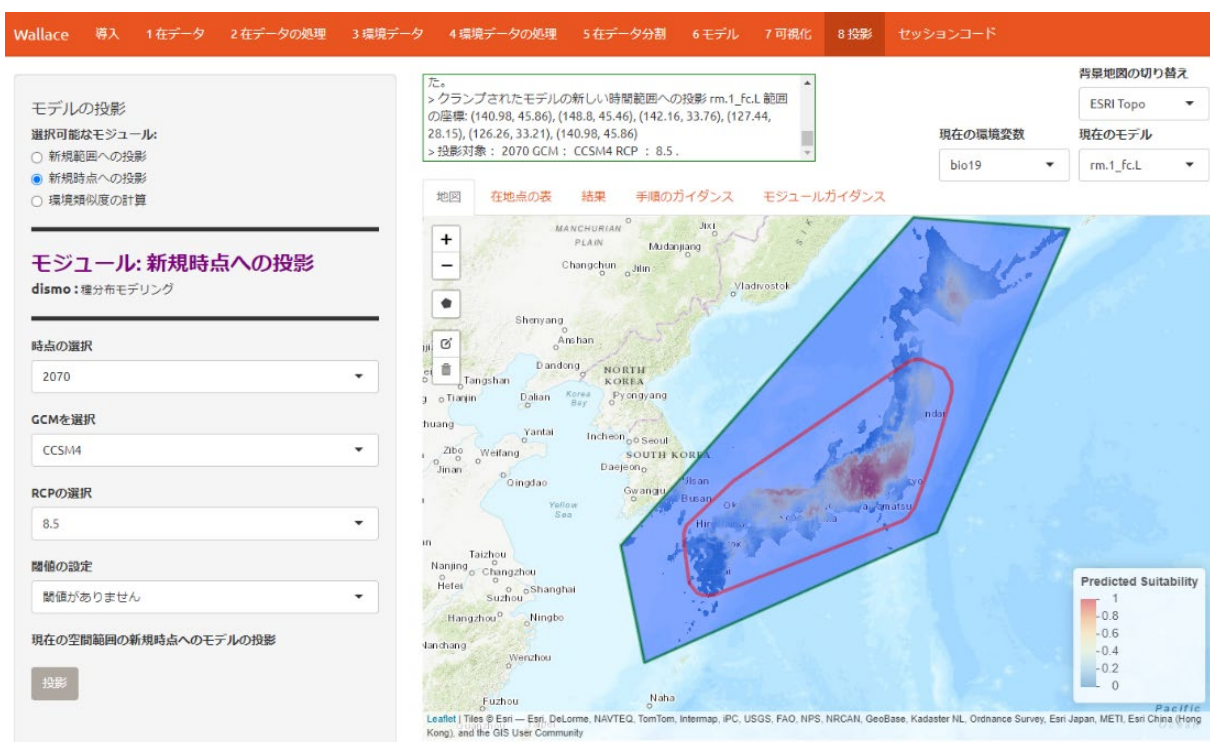 Wallace 導入 1 在データ 2 在データの処理 3 環境データ 4 環境データの処理 5 在データ分割 6 モデル 7 可視化 8 投影 セッションコード
モデルの投影
選択可能なモジュール:
新規範囲への投影
新規時点への投影
環境類似度の計算
モジュール: 新規時点への投影
dismo : 種分布モデリング
時点の選択
2070
GCMを選択
CCSM4
RCPの選択
8.5
閾値の設定
閾値がありません
現在の空間範囲の新規時点へのモデルの投影
投影
た。
> クランプされたモデルの新しい時間範囲への投影 rm.1_fc.L 範囲
の座標: (140.98, 45.86), (148.8, 45.46), (142.16, 33.76), (127.44,
28.15), (126.26, 33.21), (140.98, 45.86)
> 投影対象： 2070 GCM： CCSM4 RCP ： 8.5 .
背景地図の切り替え
ESRI Topo
現在の環境変数
bio19
現在のモデル
rm.1_fc.L
地図 在地点の表 結果 手順のガイダンス モジュールガイダンス
+
−
MANCHURIAN
PLAIN
Jixi
Mudanjiang
Changchun
Jilin
Vladivostok
Shenyang
Anshan
Dandong
NORTH
KOREA
Tangshan
Tianjin
Dalian
Korea
Bay
Pyongyang
Yantai
Incheon
Seoul
Zibo
Weifang
SOUTH KOREA
Jinan
Daejeon
Qingdao
Gwangju
Ulsan
Busan
Yellow
Sea
Taizhou
Nanjing
Changzhou
Hefei
Shanghai
Suzhou
Hangzhou
Ningbo
Nanchang
Wenzhou
Fuzhou
Naha
Predicted Suitability
1
0.8
0.6
0.4
0.2
0
Pacific
Leaflet | Tiles © Esri — Esri, DeLorme, NAVTEQ, TomTom, Intermap, iPC, USGS, FAO, NPS, NRCAN, GeoBase, Kadaster NL, Ordnance Survey, Esri Japan, METI, Esri China (Hong
Kong), and the GIS User Community